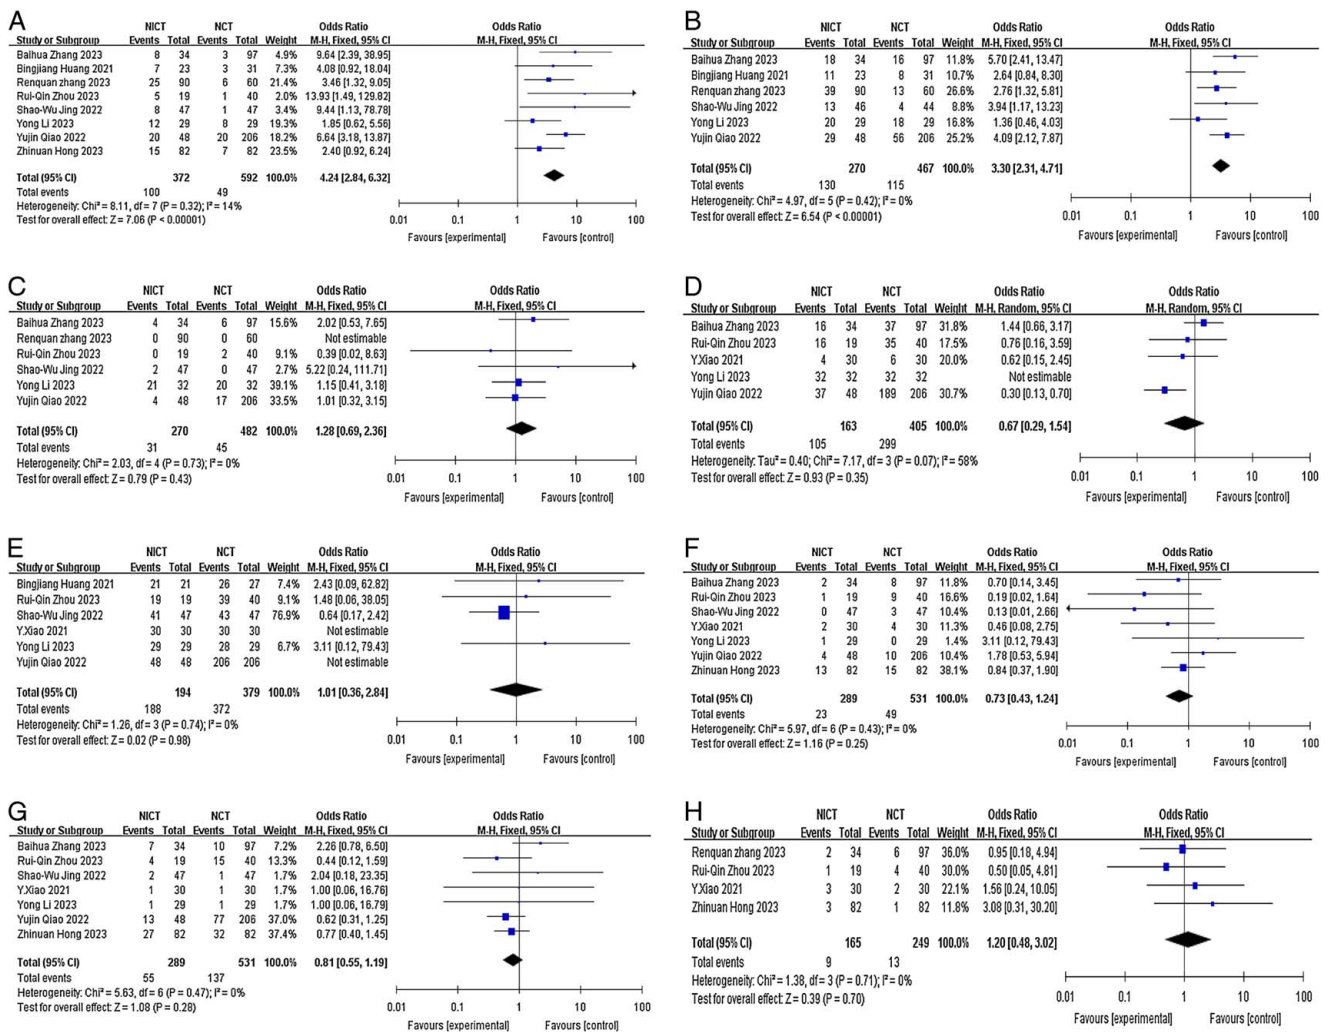 A
NICT NCT Odds Ratio Odds Ratio
Study or Subgroup Events Total Events Total Weight M-H, Fixed, 95% CI M-H, Fixed, 95% CI
Baihua Zhang 2023 8 34 3 97 4.9% 9.64 [2.39, 38.95]
Bingjiang Huang 2021 7 23 3 31 7.3% 4.08 [0.92, 18.04]
Renquan zhang 2023 25 90 6 60 21.4% 3.46 [1.32, 9.05]
Rui-Qin Zhou 2023 5 19 1 40 2.0% 13.93 [1.49, 129.82]
Shao-Wu Jing 2022 8 47 1 47 3.4% 9.44 [1.13, 78.78]
Yong Li 2023 12 29 8 29 19.3% 1.85 [0.62, 5.56]
Yujin Qiao 2022 20 48 20 206 18.2% 6.64 [3.18, 13.87]
Zhinuan Hong 2023 15 82 7 82 23.5% 2.40 [0.92, 6.24]
Total (95% CI) 372 592 100.0% 4.24 [2.84, 6.32]
Total events 100 49
Heterogeneity: Chi² = 8.11, df = 7 (P = 0.32); I² = 14%
Test for overall effect: Z = 7.06 (P < 0.00001)
0.01 0.1 1 10 100
Favours [experimental] Favours [control]
B
NICT NCT Odds Ratio Odds Ratio
Study or Subgroup Events Total Events Total Weight M-H, Fixed, 95% CI M-H, Fixed, 95% CI
Baihua Zhang 2023 18 34 16 97 11.8% 5.70 [2.41, 13.47]
Bingjiang Huang 2021 11 23 8 31 10.7% 2.64 [0.84, 8.30]
Renquan zhang 2023 39 90 13 60 27.0% 2.76 [1.32, 5.81]
Shao-Wu Jing 2022 13 46 4 44 8.8% 3.94 [1.17, 13.23]
Yong Li 2023 20 29 18 29 16.8% 1.36 [0.46, 4.03]
Yujin Qiao 2022 29 48 56 206 25.2% 4.09 [2.12, 7.87]
Total (95% CI) 270 467 100.0% 3.30 [2.31, 4.71]
Total events 130 115
Heterogeneity: Chi² = 4.97, df = 5 (P = 0.42); I² = 0%
Test for overall effect: Z = 6.54 (P < 0.00001)
0.01 0.1 1 10 100
Favours [experimental] Favours [control]
C
NICT NCT Odds Ratio Odds Ratio
Study or Subgroup Events Total Events Total Weight M-H, Fixed, 95% CI M-H, Fixed, 95% CI
Baihua Zhang 2023 4 34 6 97 15.6% 2.02 [0.53, 7.65]
Renquan zhang 2023 0 90 0 60 Not estimable
Rui-Qin Zhou 2023 0 19 2 40 9.1% 0.39 [0.02, 8.63]
Shao-Wu Jing 2022 2 47 0 47 2.7% 5.22 [0.24, 111.71]
Yong Li 2023 21 32 20 32 39.1% 1.15 [0.41, 3.18]
Yujin Qiao 2022 4 48 17 206 33.5% 1.01 [0.32, 3.15]
Total (95% CI) 270 482 100.0% 1.28 [0.69, 2.36]
Total events 31 45
Heterogeneity: Chi² = 2.03, df = 4 (P = 0.73); I² = 0%
Test for overall effect: Z = 0.79 (P = 0.43)
0.01 0.1 1 10 100
Favours [experimental] Favours [control]
D
NICT NCT Odds Ratio Odds Ratio
Study or Subgroup Events Total Events Total Weight M-H, Random, 95% CI M-H, Random, 95% CI
Baihua Zhang 2023 16 34 37 97 31.8% 1.44 [0.66, 3.17]
Rui-Qin Zhou 2023 16 19 35 40 17.5% 0.76 [0.16, 3.59]
Y.Xiao 2021 4 30 6 30 20.0% 0.62 [0.15, 2.45]
Yong Li 2023 32 32 32 32 Not estimable
Yujin Qiao 2022 37 48 189 206 30.7% 0.30 [0.13, 0.70]
Total (95% CI) 163 405 100.0% 0.67 [0.29, 1.54]
Total events 105 299
Heterogeneity: Tau² = 0.40; Chi² = 7.17, df = 3 (P = 0.07); I² = 58%
Test for overall effect: Z = 0.93 (P = 0.35)
0.01 0.1 1 10 100
Favours [experimental] Favours [control]
E
NICT NCT Odds Ratio Odds Ratio
Study or Subgroup Events Total Events Total Weight M-H, Fixed, 95% CI M-H, Fixed, 95% CI
Bingjiang Huang 2021 21 21 26 27 7.4% 2.43 [0.09, 62.82]
Rui-Qin Zhou 2023 19 19 39 40 9.1% 1.48 [0.06, 38.05]
Shao-Wu Jing 2022 41 47 43 47 76.9% 0.64 [0.17, 2.42]
Y.Xiao 2021 30 30 30 30 Not estimable
Yong Li 2023 29 29 28 29 6.7% 3.11 [0.12, 79.43]
Yujin Qiao 2022 48 48 206 206 Not estimable
Total (95% CI) 194 379 100.0% 1.01 [0.36, 2.84]
Total events 188 372
Heterogeneity: Chi² = 1.26, df = 3 (P = 0.74); I² = 0%
Test for overall effect: Z = 0.02 (P = 0.98)
0.01 0.1 1 10 100
Favours [experimental] Favours [control]
F
NICT NCT Odds Ratio Odds Ratio
Study or Subgroup Events Total Events Total Weight M-H, Fixed, 95% CI M-H, Fixed, 95% CI
Baihua Zhang 2023 2 34 8 97 11.8% 0.70 [0.14, 3.45]
Rui-Qin Zhou 2023 1 19 9 40 16.6% 0.19 [0.02, 1.64]
Shao-Wu Jing 2022 0 47 3 47 9.7% 0.13 [0.01, 2.66]
Y.Xiao 2021 2 30 4 30 10.4% 0.46 [0.08, 2.75]
Yong Li 2023 1 29 0 29 1.4% 3.11 [0.12, 79.43]
Yujin Qiao 2022 4 48 10 206 10.4% 1.78 [0.53, 5.94]
Zhinuan Hong 2023 13 82 15 82 38.1% 0.84 [0.37, 1.90]
Total (95% CI) 289 531 100.0% 0.73 [0.43, 1.24]
Total events 23 49
Heterogeneity: Chi² = 5.97, df = 6 (P = 0.43); I² = 0%
Test for overall effect: Z = 1.16 (P = 0.25)
0.01 0.1 1 10 100
Favours [experimental] Favours [control]
G
NICT NCT Odds Ratio Odds Ratio
Study or Subgroup Events Total Events Total Weight M-H, Fixed, 95% CI M-H, Fixed, 95% CI
Baihua Zhang 2023 7 34 10 97 7.2% 2.26 [0.78, 6.50]
Rui-Qin Zhou 2023 4 19 15 40 13.3% 0.44 [0.12, 1.59]
Shao-Wu Jing 2022 2 47 1 47 1.7% 2.04 [0.18, 23.35]
Y.Xiao 2021 1 30 1 30 1.7% 1.00 [0.06, 16.76]
Yong Li 2023 1 29 1 29 1.7% 1.00 [0.06, 16.79]
Yujin Qiao 2022 13 48 77 206 37.0% 0.62 [0.31, 1.25]
Zhinuan Hong 2023 27 82 32 82 37.4% 0.77 [0.40, 1.45]
Total (95% CI) 289 531 100.0% 0.81 [0.55, 1.19]
Total events 55 137
Heterogeneity: Chi² = 5.63, df = 6 (P = 0.47); I² = 0%
Test for overall effect: Z = 1.08 (P = 0.28)
0.01 0.1 1 10 100
Favours [experimental] Favours [control]
H
NICT NCT Odds Ratio Odds Ratio
Study or Subgroup Events Total Events Total Weight M-H, Fixed, 95% CI M-H, Fixed, 95% CI
Renquan zhang 2023 2 34 6 97 36.0% 0.95 [0.18, 4.94]
Rui-Qin Zhou 2023 1 19 4 40 30.0% 0.50 [0.05, 4.81]
Y.Xiao 2021 3 30 2 30 22.1% 1.56 [0.24, 10.05]
Zhinuan Hong 2023 3 82 1 82 11.8% 3.08 [0.31, 30.20]
Total (95% CI) 165 249 100.0% 1.20 [0.48, 3.02]
Total events 9 13
Heterogeneity: Chi² = 1.38, df = 3 (P = 0.71); I² = 0%
Test for overall effect: Z = 0.39 (P = 0.70)
0.01 0.1 1 10 100
Favours [experimental] Favours [control]